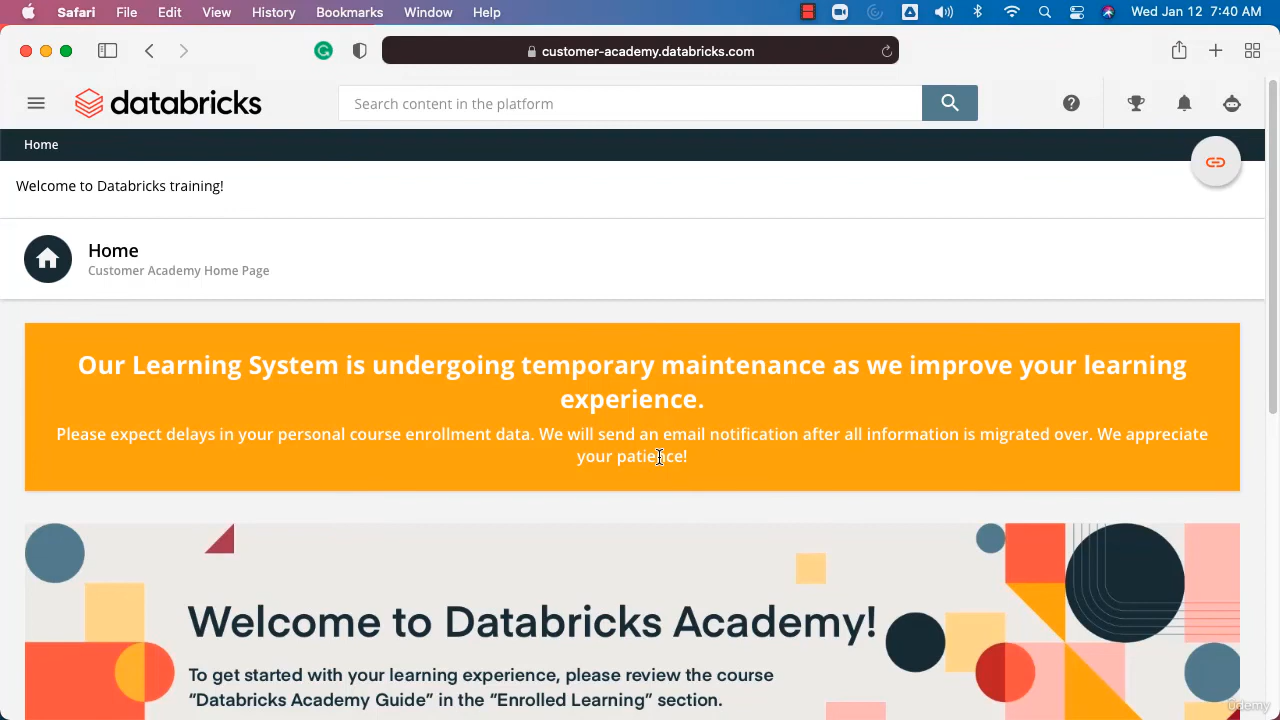 Safari File Edit View History Bookmarks Window Help Wed Jan 12 7:40 AM
customer-academy.databricks.com
databricks Search content in the platform
Home
Welcome to Databricks training!
Home
Customer Academy Home Page
Our Learning System is undergoing temporary maintenance as we improve your learning
experience.
Please expect delays in your personal course enrollment data. We will send an email notification after all information is migrated over. We appreciate
your patience!
Welcome to Databricks Academy!
To get started with your learning experience, please review the course
“Databricks Academy Guide” in the “Enrolled Learning” section.
udemy